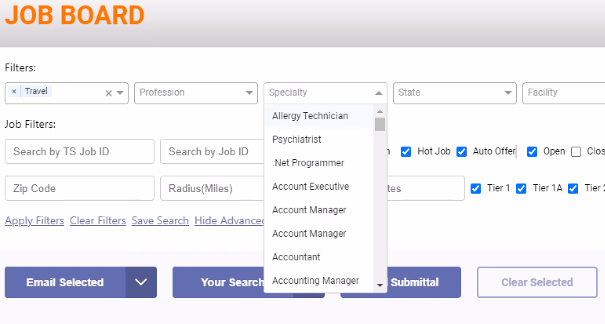 JOB BOARD
Filters:
× Travel × Profession Specialty State Facility
Job Filters:
Search by TS Job ID Search by Job ID Hot Job Auto Offer Open
Zip Code Radius(Miles) Tier 1 Tier 1A Tier
Apply Filters Clear Filters Save Search Hide Advanced
Allergy Technician
Psychiatrist
.Net Programmer
Account Executive
Account Manager
Account Manager
Accountant
Accounting Manager
Email Selected Your Search Submittal Clear Selected